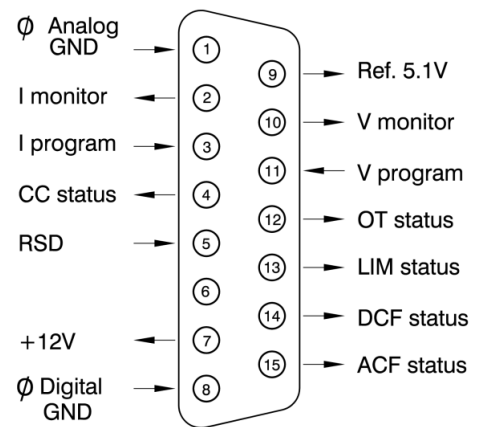 Ø Analog
GND
1
I monitor
2
I program
3
CC status
4
RSD
5
6
+12V
7
Ø Digital
GND
8
9
Ref. 5.1V
10
V monitor
11
V program
12
OT status
13
LIM status
14
DCF status
15
ACF status